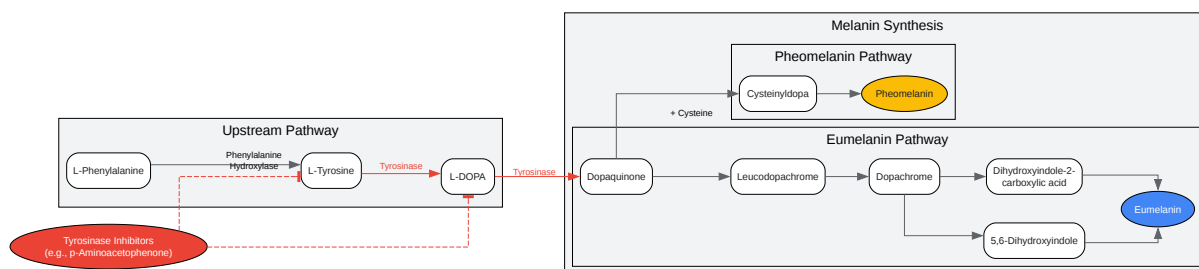 Melanin Synthesis
Pheomelanin Pathway
Cysteinyldopa
Pheomelanin
+ Cysteine
Upstream Pathway
L-Phenylalanine
Phenylalanine
Hydroxylase
L-Tyrosine
Tyrosinase
L-DOPA
Tyrosinase
Eumelanin Pathway
Dopaquinone
Leucodopachrome
Dopachrome
Dihydroxyindole-2-
carboxylic acid
5,6-Dihydroxyindole
Eumelanin
Tyrosinase Inhibitors
(e.g., p-Aminoacetophenone)